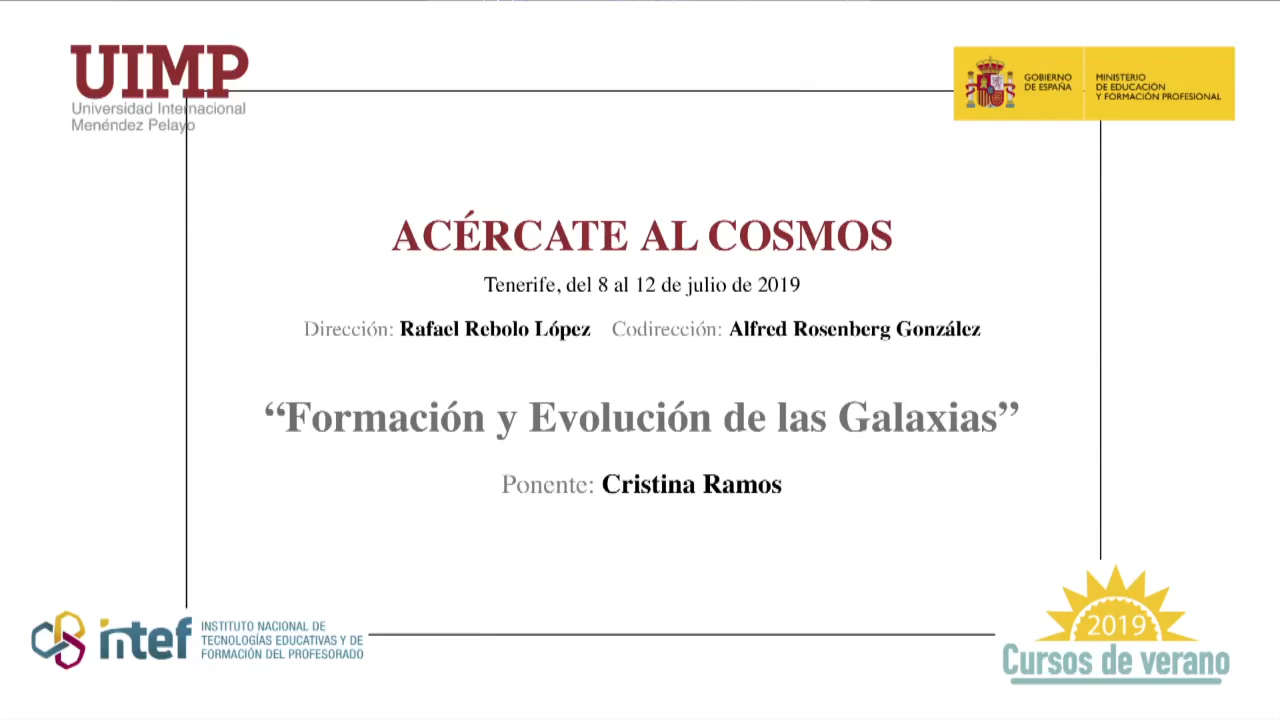 UIMP
Universidad Internacional
Menéndez Pelayo
GOBIERNO
DE ESPAÑA
MINISTERIO
DE EDUCACIÓN
Y FORMACIÓN PROFESIONAL
ACÉRCATE AL COSMOS
Tenerife, del 8 al 12 de julio de 2019
Dirección: Rafael Rebolo López Codirección: Alfred Rosenberg González
“Formación y Evolución de las Galaxias”
Ponente: Cristina Ramos
intef
INSTITUTO NACIONAL DE
TECNOLOGÍAS EDUCATIVAS Y DE
FORMACIÓN DEL PROFESORADO
2019
Cursos de verano